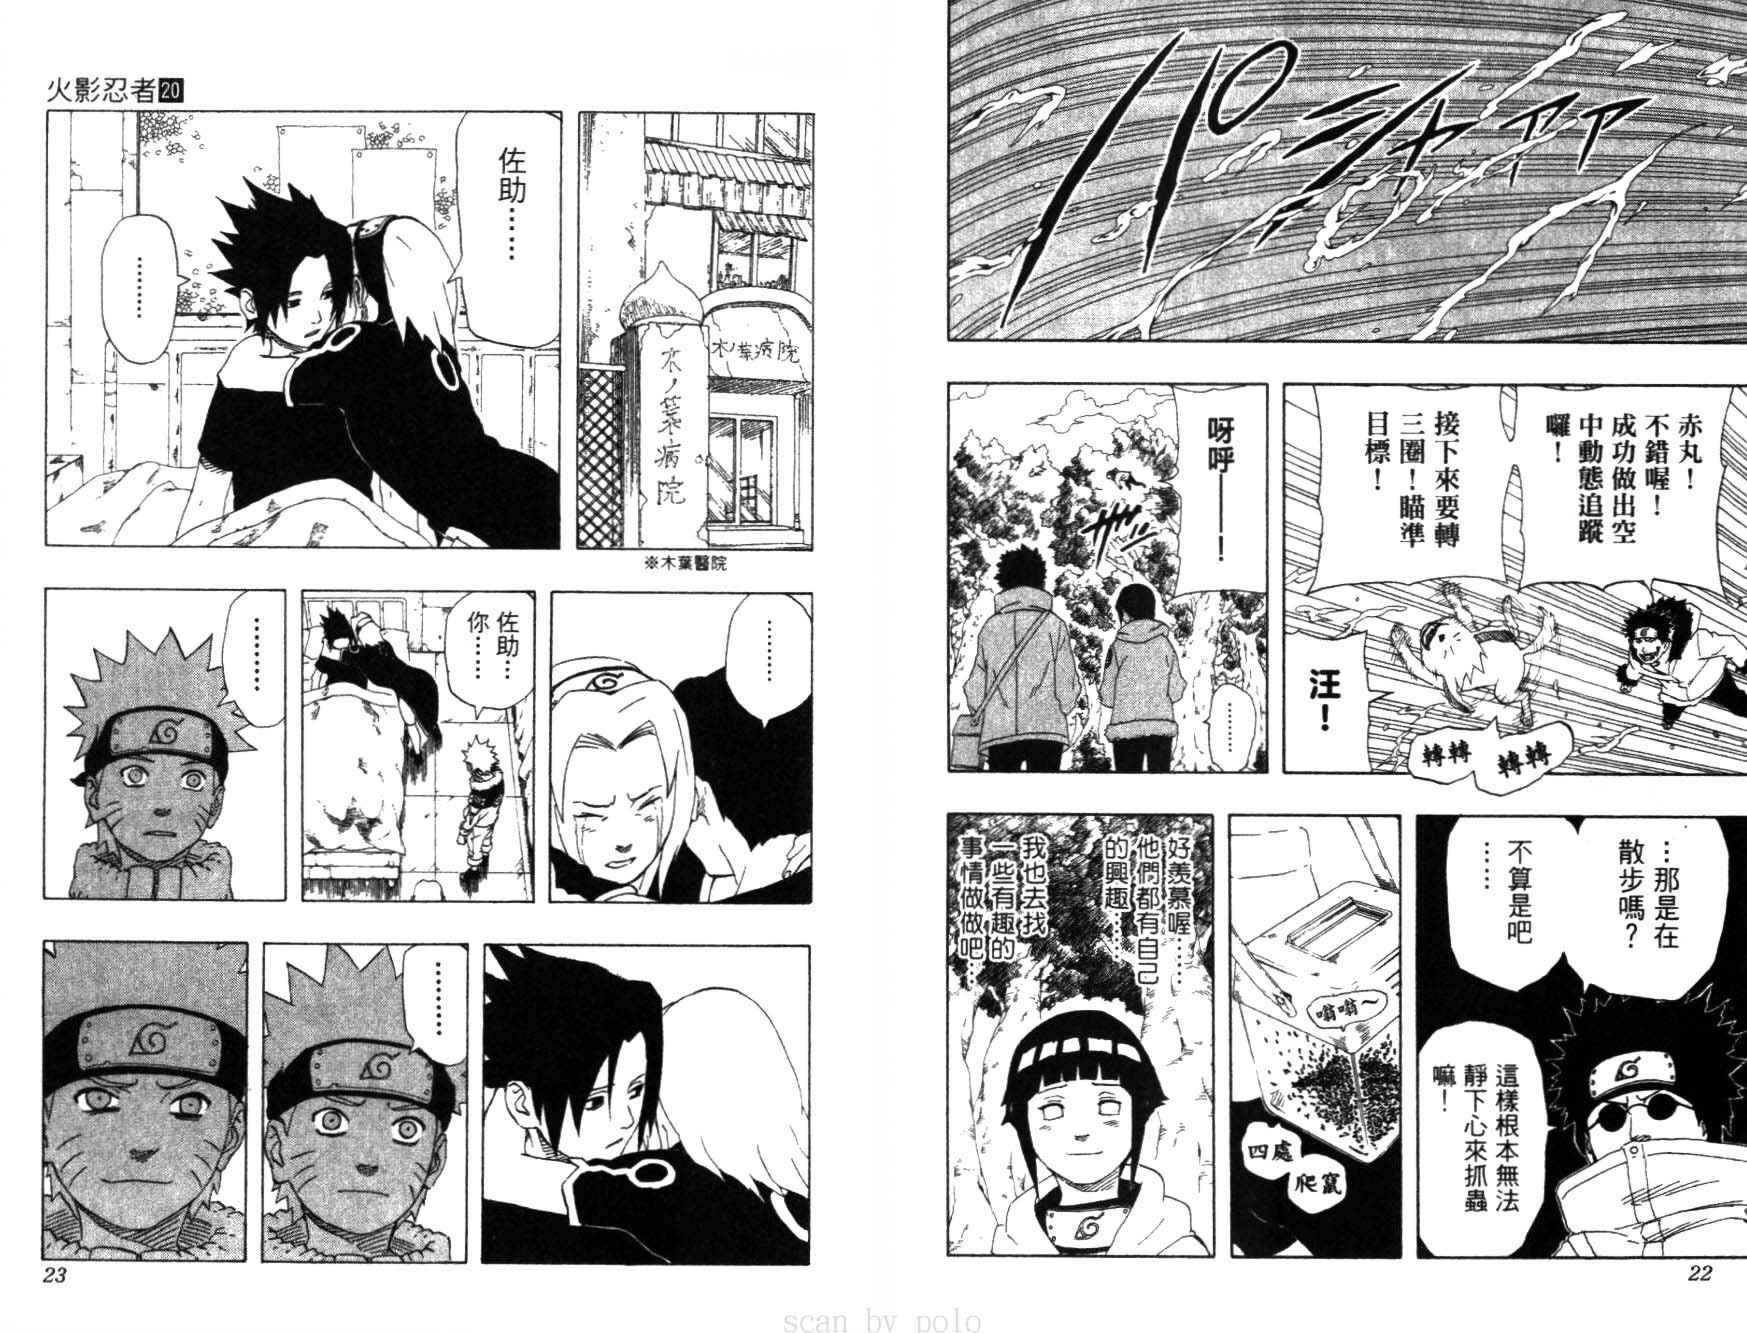 パシャァァ
赤丸！
不錯喔！
成功做出空
中動態追蹤
囉！
接下來要轉
三圈！瞄準
目標！
汪！
轉轉
轉轉
呀呼——！
………
…那是在
散步嗎？
不算是吧
……
這樣根本無法
靜下心來抓蟲
嘛！
嗡嗡～
四處
爬竄
好羨慕喔……
他們都有自己
的興趣…
我也去找
一些有趣的
事情做做吧…
22
火影忍者20
木ノ葉病院
木ノ葉病院
※木葉醫院
佐助……
………
………
佐助…
你……
………
………
23
scan by polo